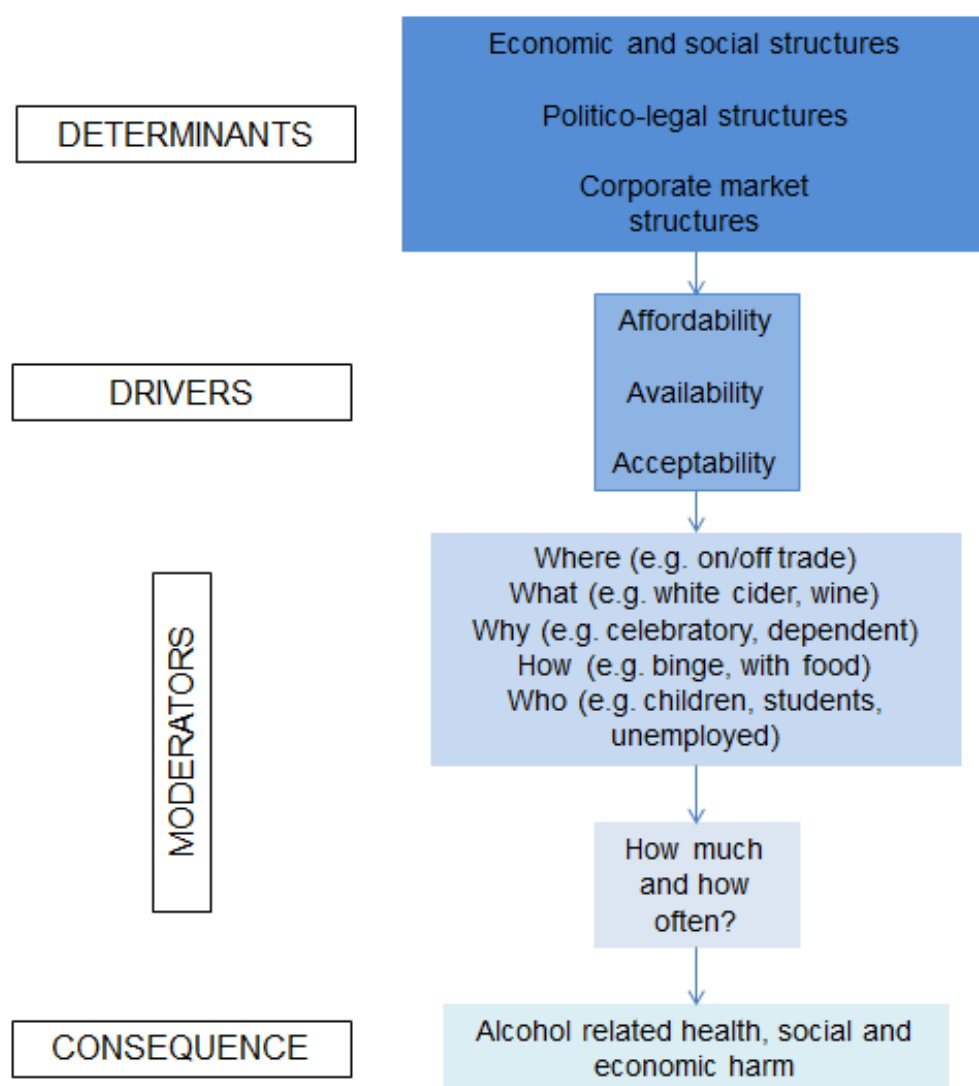 Economic and social structures
DETERMINANTS
Politico-legal structures
Corporate market
structures
Affordability
DRIVERS
Availability
Acceptability
MODERATORS
Where (e.g. on/off trade)
What (e.g. white cider, wine)
Why (e.g. celebratory, dependent)
How (e.g. binge, with food)
Who (e.g. children, students,
unemployed)
How much
and how
often?
CONSEQUENCE
Alcohol related health, social and
economic harm